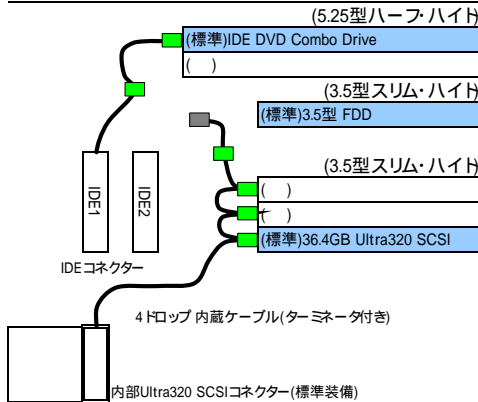 (5.25型ハーフ・ハイト)
(標準)IDE DVD Combo Drive
( )
(3.5型スリム・ハイト)
(標準)3.5型 FDD
(3.5型スリム・ハイト)
( )
( )
(標準)36.4GB Ultra320 SCSI
IDE1
IDE2
IDEコネクター
4ドロップ 内蔵ケーブル(ターミネータ付き)
内部Ultra320 SCSIコネクター(標準装備)